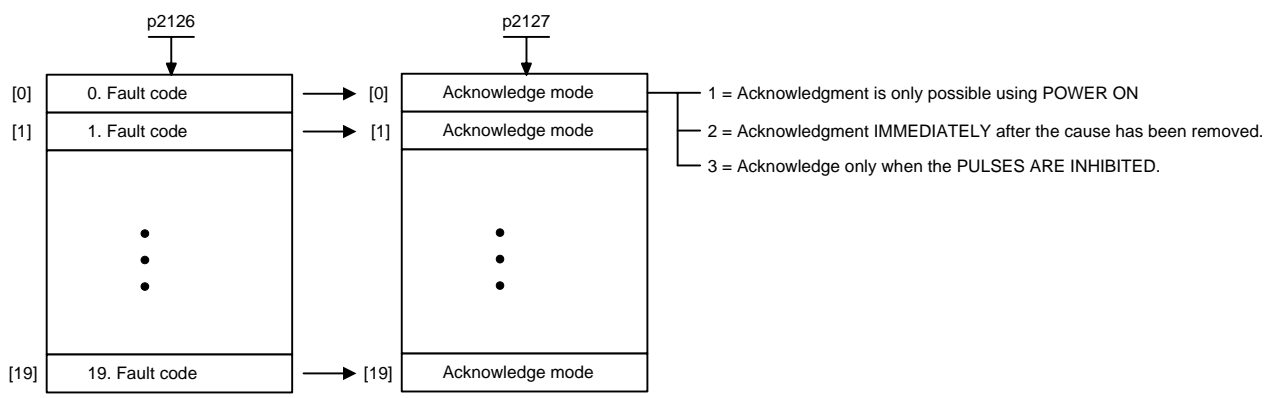 p2126 p2127
[0] 0. Fault code [0] Acknowledge mode 1 = Acknowledgment is only possible using POWER ON
[1] 1. Fault code [1] Acknowledge mode 2 = Acknowledgment IMMEDIATELY after the cause has been removed.
3 = Acknowledge only when the PULSES ARE INHIBITED.
[19] 19. Fault code [19] Acknowledge mode